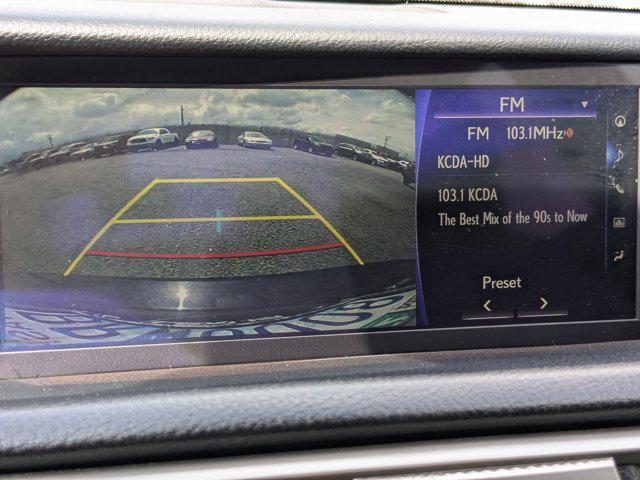 FM
FM 103.1MHz
KCDA-HD
103.1 KCDA
The Best Mix of the 90s to Now
Preset